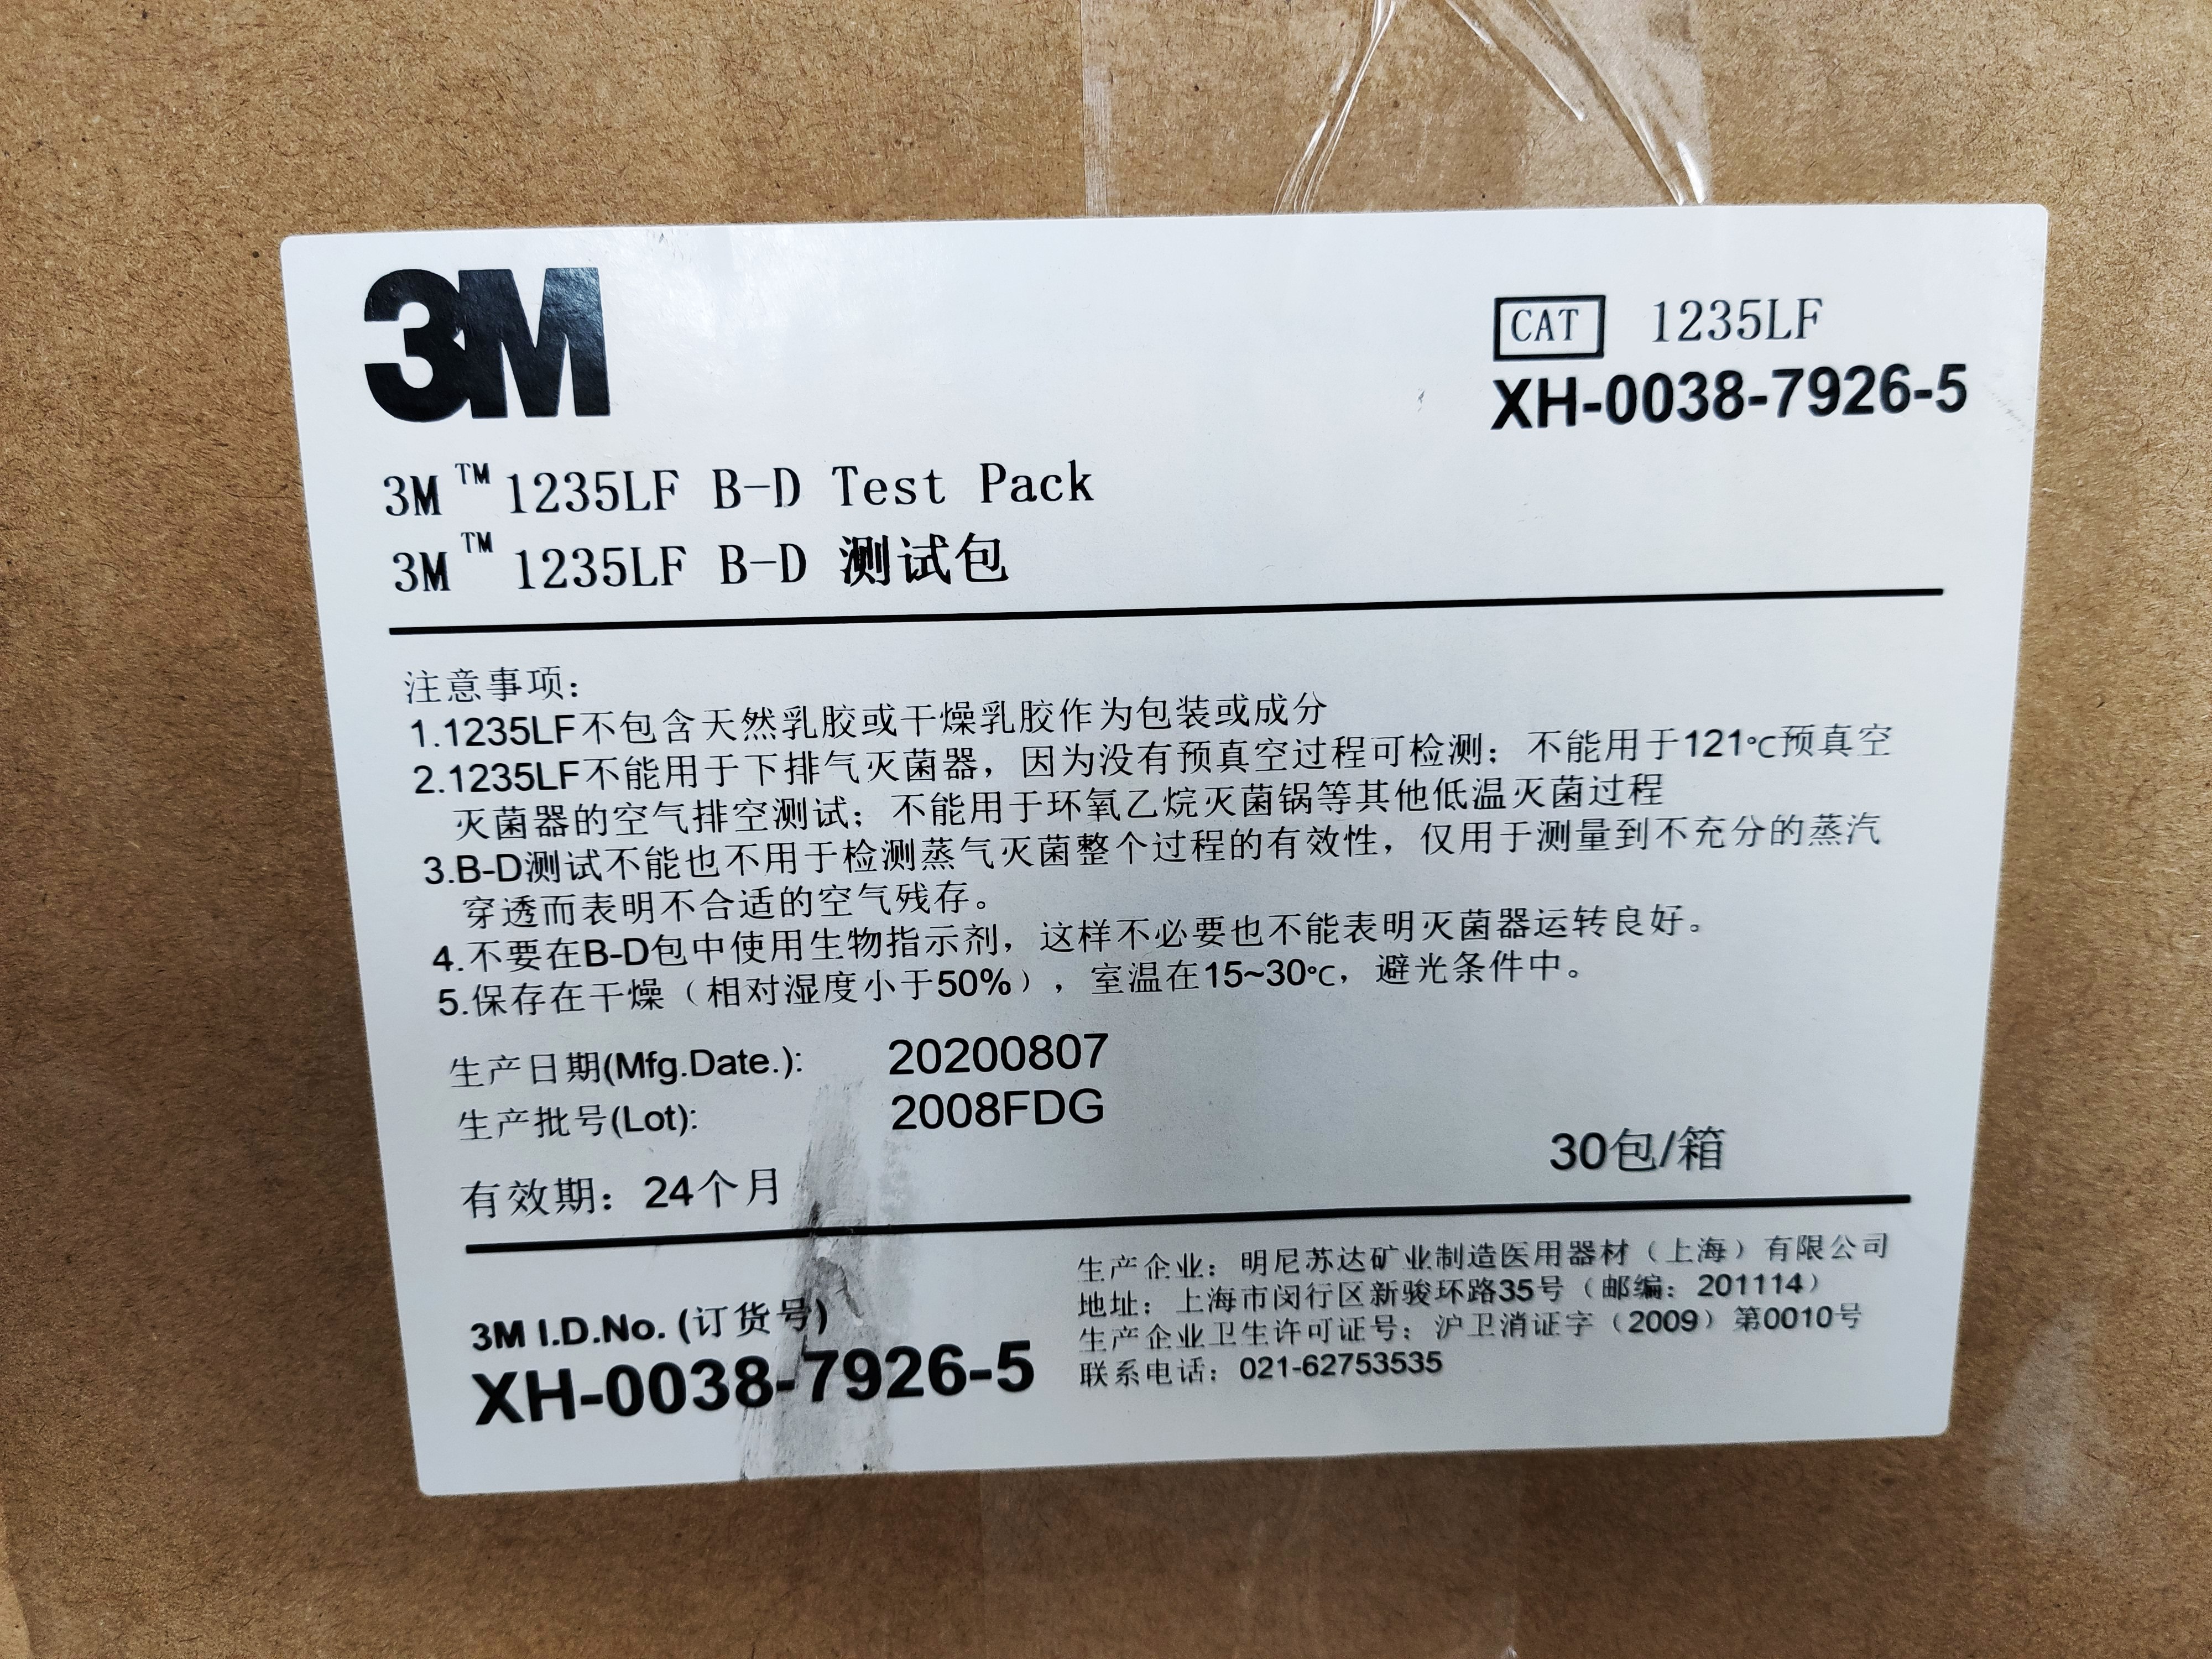 3M
CAT 1235LF
XH-0038-7926-5
3M™ 1235LF B-D Test Pack
3M™ 1235LF B-D 测试包
注意事项：
1.1235LF不包含天然乳胶或干燥乳胶作为包装或成分
2.1235LF不能用于下排气灭菌器，因为没有预真空过程可检测；不能用于121℃预真空
灭菌器的空气排空测试；不能用于环氧乙烷灭菌锅等其他低温灭菌过程
3.B-D测试不能也不用于检测蒸气灭菌整个过程的有效性，仅用于测量到不充分的蒸汽
穿透而表明不合适的空气残存。
4.不要在B-D包中使用生物指示剂，这样不必要也不能表明灭菌器运转良好。
5.保存在干燥（相对湿度小于50%），室温在15~30℃，避光条件中。
生产日期(Mfg.Date.): 20200807
生产批号(Lot): 2008FDG
有效期：24个月
30包/箱
3M I.D.No. (订货号)
XH-0038-7926-5
生产企业：明尼苏达矿业制造医用器材（上海）有限公司
地址：上海市闵行区新骏环路35号（邮编：201114）
生产企业卫生许可证号：沪卫消证字（2009）第0010号
联系电话：021-62753535